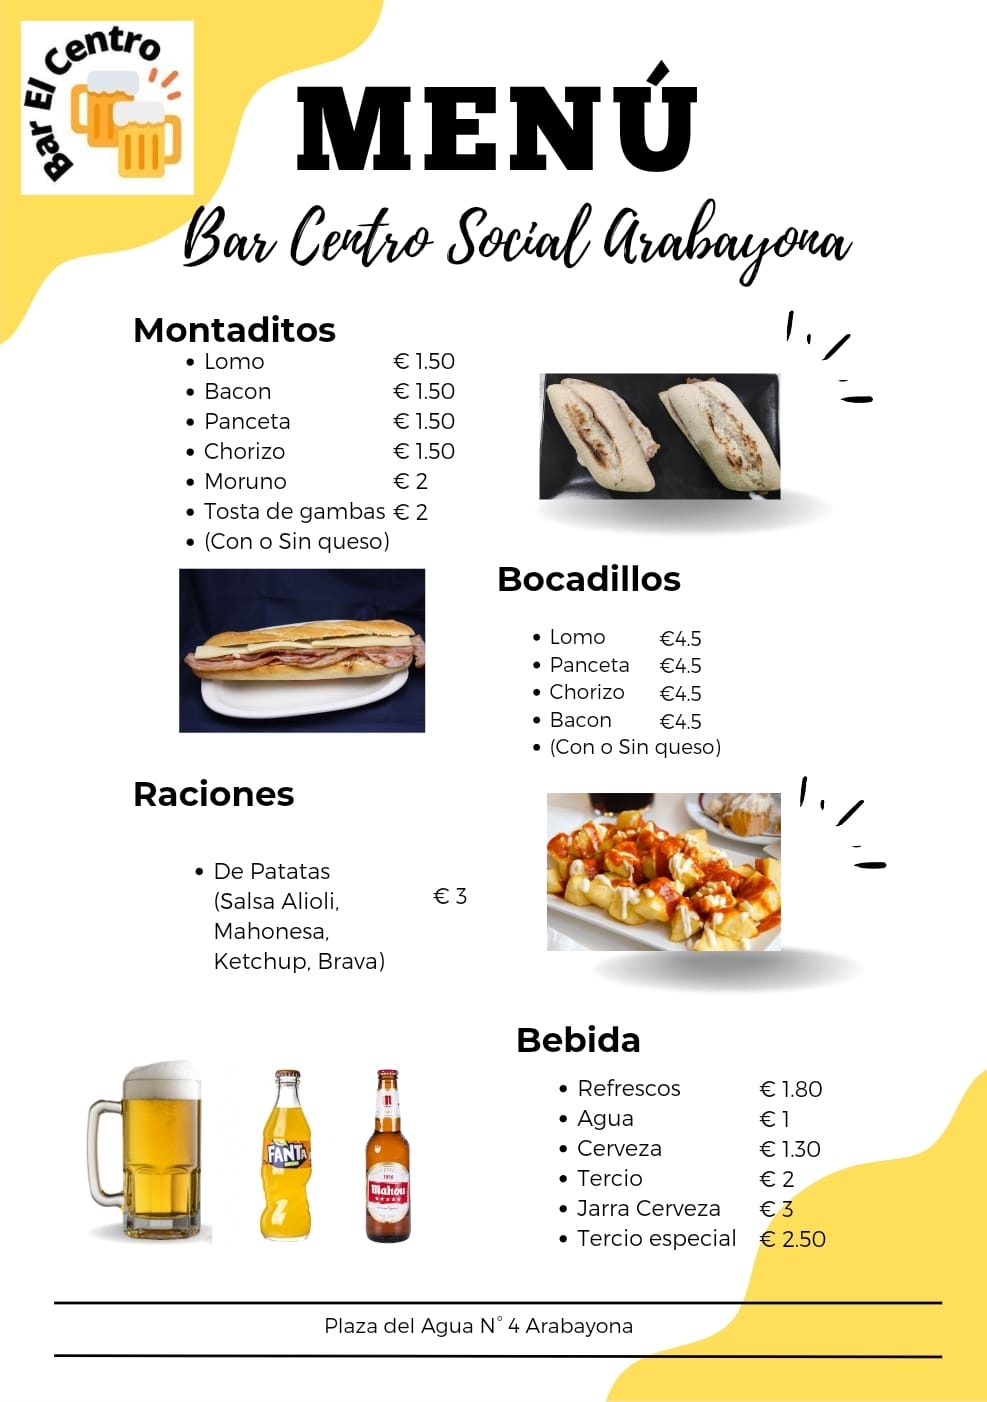 Bar El Centro
MENÚ
Bar Centro Social Arabayona
Montaditos
• Lomo € 1.50
• Bacon € 1.50
• Panceta € 1.50
• Chorizo € 1.50
• Moruno € 2
• Tosta de gambas € 2
• (Con o Sin queso)
Bocadillos
• Lomo €4.5
• Panceta €4.5
• Chorizo €4.5
• Bacon €4.5
• (Con o Sin queso)
Raciones
• De Patatas
(Salsa Alioli, € 3
Mahonesa,
Ketchup, Brava)
FANTA
Mahou
Bebida
• Refrescos € 1.80
• Agua € 1
• Cerveza € 1.30
• Tercio € 2
• Jarra Cerveza € 3
• Tercio especial € 2.50
Plaza del Agua N° 4 Arabayona